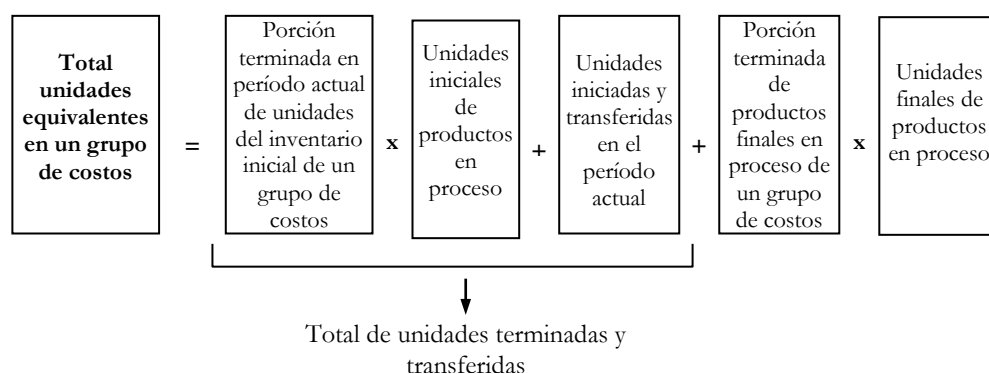 Total
unidades
equivalentes
en un grupo
de costos
=
Porción
terminada en
período actual
de unidades
del inventario
inicial de un
grupo de
costos
x
Unidades
iniciales
de
productos
en
proceso
+
Unidades
iniciadas y
transferidas
en el
período
actual
+
Porción
terminada
de
productos
finales en
proceso de
un grupo
de costos
x
Unidades
finales de
productos
en proceso
Total de unidades terminadas y
transferidas